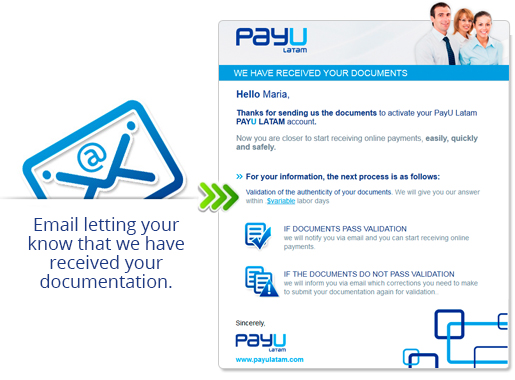 PayU
LATAM
WE HAVE RECEIVED YOUR DOCUMENTS
Hello Maria,
Thanks for sending us the documents to activate your PayU Latam
PAYU LATAM account.
Now you are closer to start receiving online payments, easily, quickly
and safely.
» For your information, the next process is as follows:
Validation of the authenticity of your documents. We will give you our answer
within $variable labor days
IF DOCUMENTS PASS VALIDATION
we will notify you via email and you can start receiving online
payments.
IF THE DOCUMENTS DO NOT PASS VALIDATION
we will inform you via email which corrections you need to make
to submit your documentation again for validation.
Sincerely,
PayU
LATAM
www.payulatam.com
@
Email letting your
know that we have
received your
documentation.